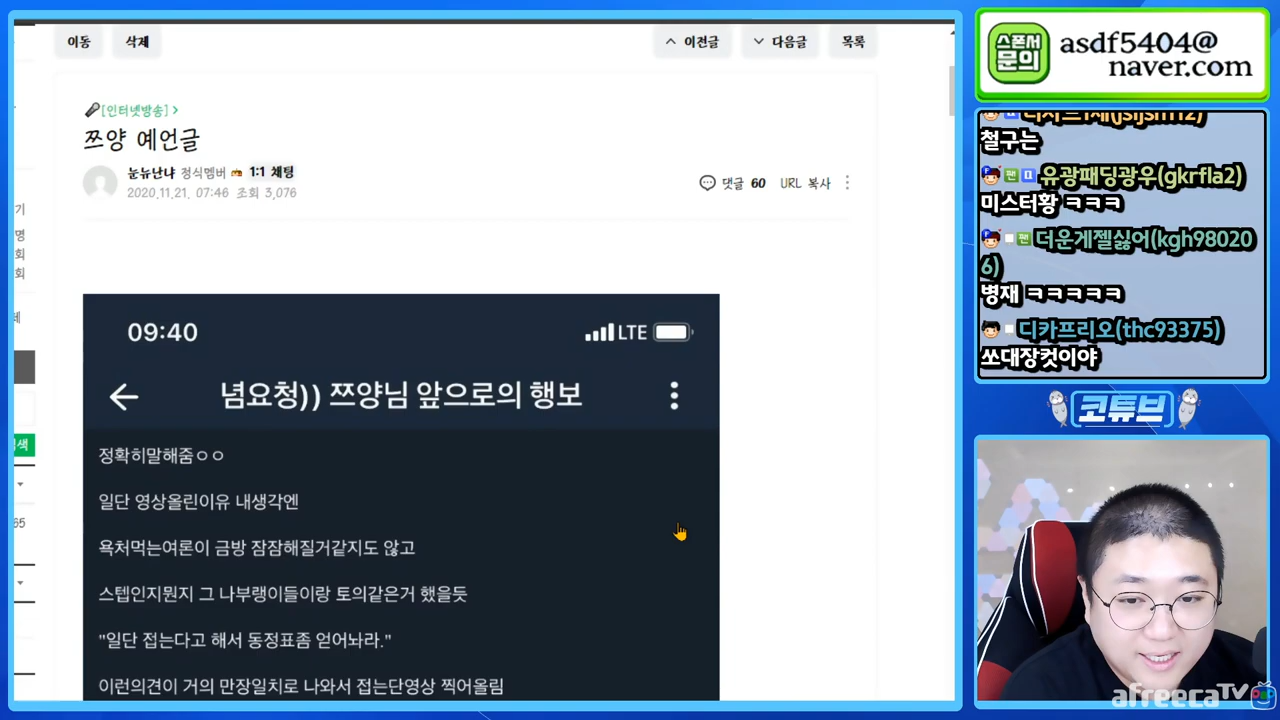 이동
삭제
이전글
다음글
목록
[인터넷방송] >
쯔양 예언글
눈뉴난냐 정식멤버 1:1 채팅
2020.11.21. 07:46 조회 3,076
댓글 60 URL 복사
기
명
회
회
색
65
09:40
LTE
념요청)) 쯔양님 앞으로의 행보
정확히말해줌ㅇㅇ
일단 영상올린이유 내생각엔
욕처먹는여론이 금방 잠잠해질거같지도 않고
스텝인지뭔지 그 나부랭이들이랑 토의같은거 했을듯
"일단 접는다고 해서 동정표좀 얻어놔라."
이런의견이 거의 만장일치로 나와서 접는단영상 찍어올림
스폰서
문의
asdf5404@
naver.com
철구는
유광패딩광우(gkrfla2)
미스터황 ㅋㅋㅋ
더운게젤싫어(kgh98020
6)
병재 ㅋㅋㅋㅋㅋ
디카프리오(thc93375)
쏘대장컷이야
코튜브
afreecaTV